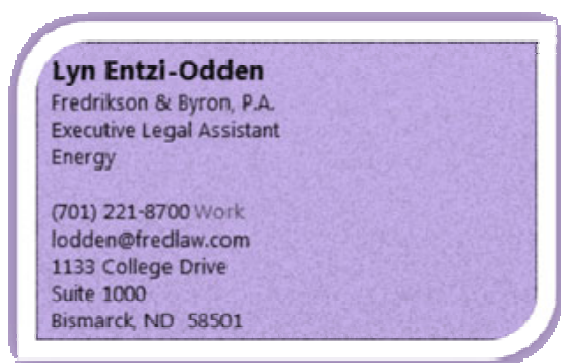 Lyn Entzi-Odden
Fredrikson & Byron, P.A.
Executive Legal Assistant
Energy
(701) 221-8700 Work
lodden@fredlaw.com
1133 College Drive
Suite 1000
Bismarck, ND 58501